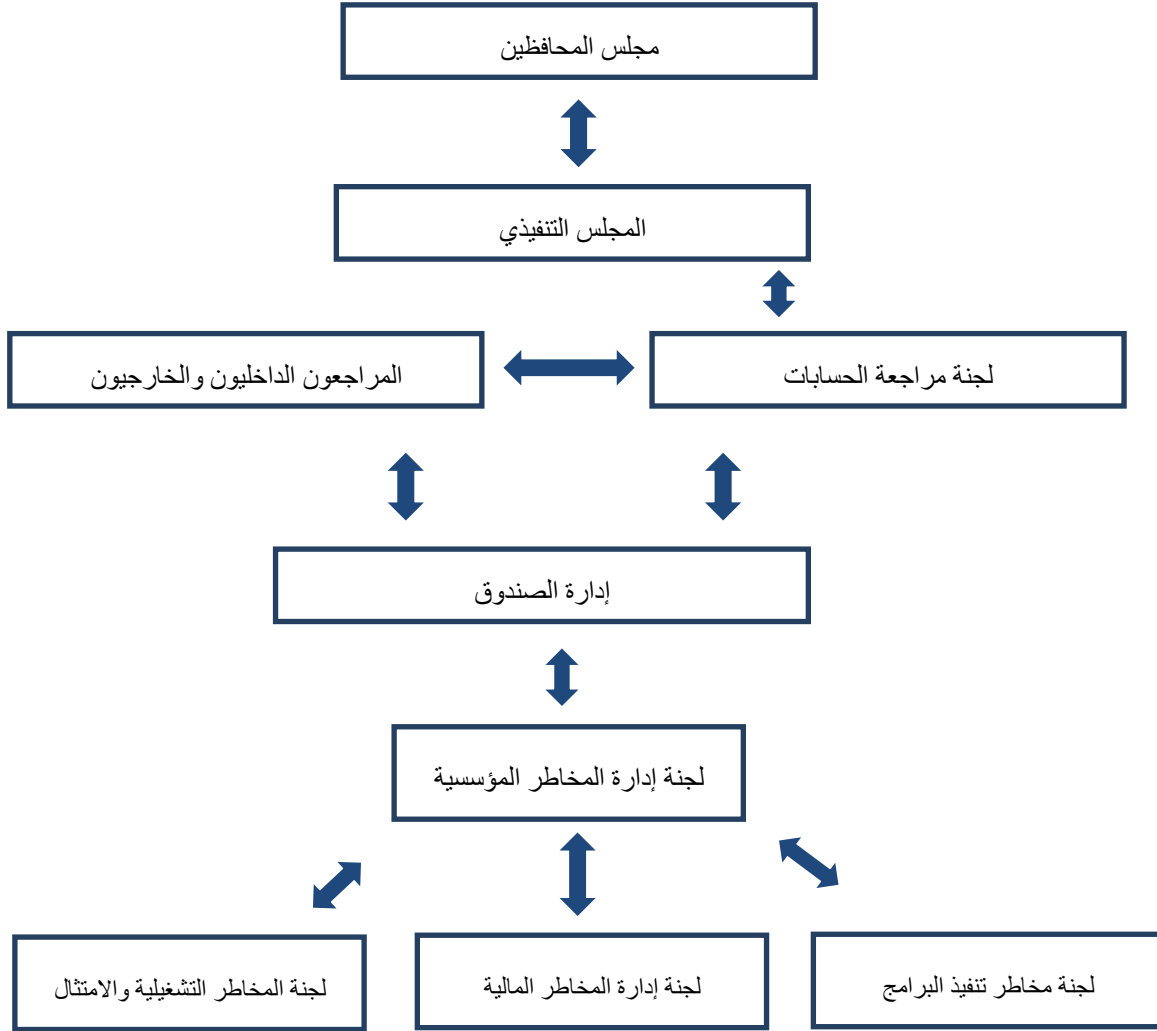 مجلس المحافظين
المجلس التنفيذي
لجنة مراجعة الحسابات
المراجعون الداخليون والخارجيون
إدارة الصندوق
لجنة إدارة المخاطر المؤسسية
لجنة مخاطر تنفيذ البرامج
لجنة إدارة المخاطر المالية
لجنة المخاطر التشغيلية والامتثال